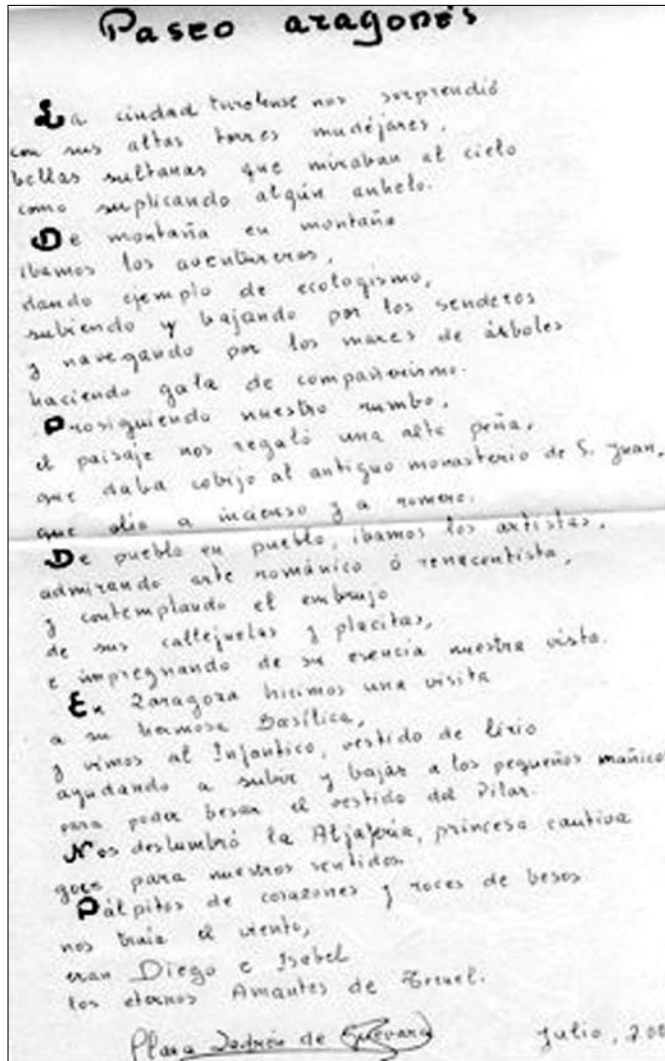 Paseo aragonés
La ciudad turolense nos sorprendió
con sus altas torres mudéjares,
bellas sultanas que miraban al cielo
como suplicando algún anhelo.
De montaña en montaña
íbamos los aventureros,
dando ejemplo de ecologismo,
subiendo y bajando por los senderos
y navegando por los mares de árboles
haciendo gala de compañerismo.
Prosiguiendo nuestro rumbo,
el paisaje nos regaló una alta peña,
que daba cobijo al antiguo monasterio de S. Juan,
que olía a incienso y a romero.
De pueblo en pueblo, íbamos los artistas,
admirando arte románico ó renacentista,
y contemplando el embrujo
de sus callejuelas y placitas,
e impregnando de su esencia nuestra vista.
En Zaragoza hicimos una visita
a su hermosa Basílica,
y vimos al Infantico, vestido de lirio
ayudando a subir y bajar a los pequeños mañicos
para poder besar el vestido del Pilar.
Nos deslumbró la Aljafería, princesa cautiva
goce para nuestros sentidos.
Pálpitos de corazones y roces de besos
nos traía el viento,
eran Diego e Isabel
los eternos Amantes de Teruel.
Ladrón de Guevara
Julio, 200